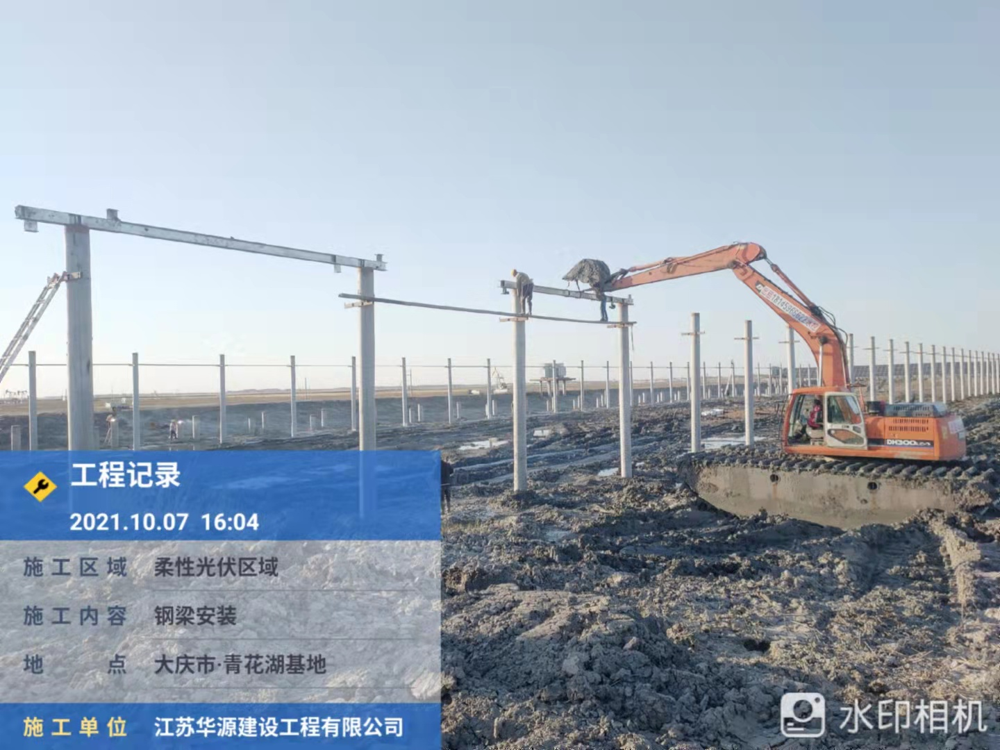 工程记录
2021.10.07 16:04
施工区域 柔性光伏区域
施工内容 钢梁安装
地点 大庆市·青花湖基地
施工单位 江苏华源建设工程有限公司
DH300LC-7
水印相机